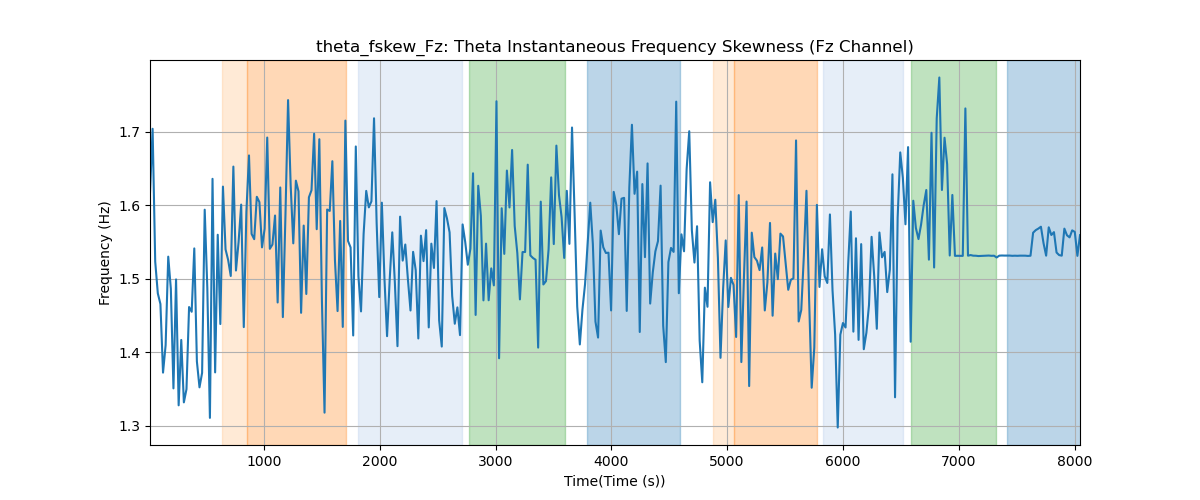 theta_fskew_Fz: Theta Instantaneous Frequency Skewness (Fz Channel)
Frequency (Hz)
1.7
1.6
1.5
1.4
1.3
1000 2000 3000 4000 5000 6000 7000 8000
Time(Time (s))